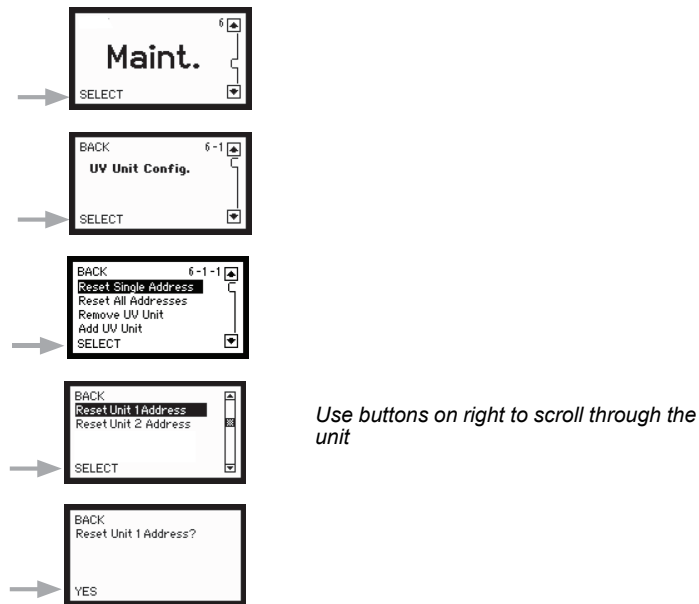 6
Maint.
SELECT
BACK 6-1
UV Unit Config.
SELECT
BACK 6-1-1
Reset Single Address
Reset All Addresses
Remove UV Unit
Add UV Unit
SELECT
BACK
Reset Unit 1 Address
Reset Unit 2 Address
SELECT
Use buttons on right to scroll through the
unit
BACK
Reset Unit 1 Address?
YES